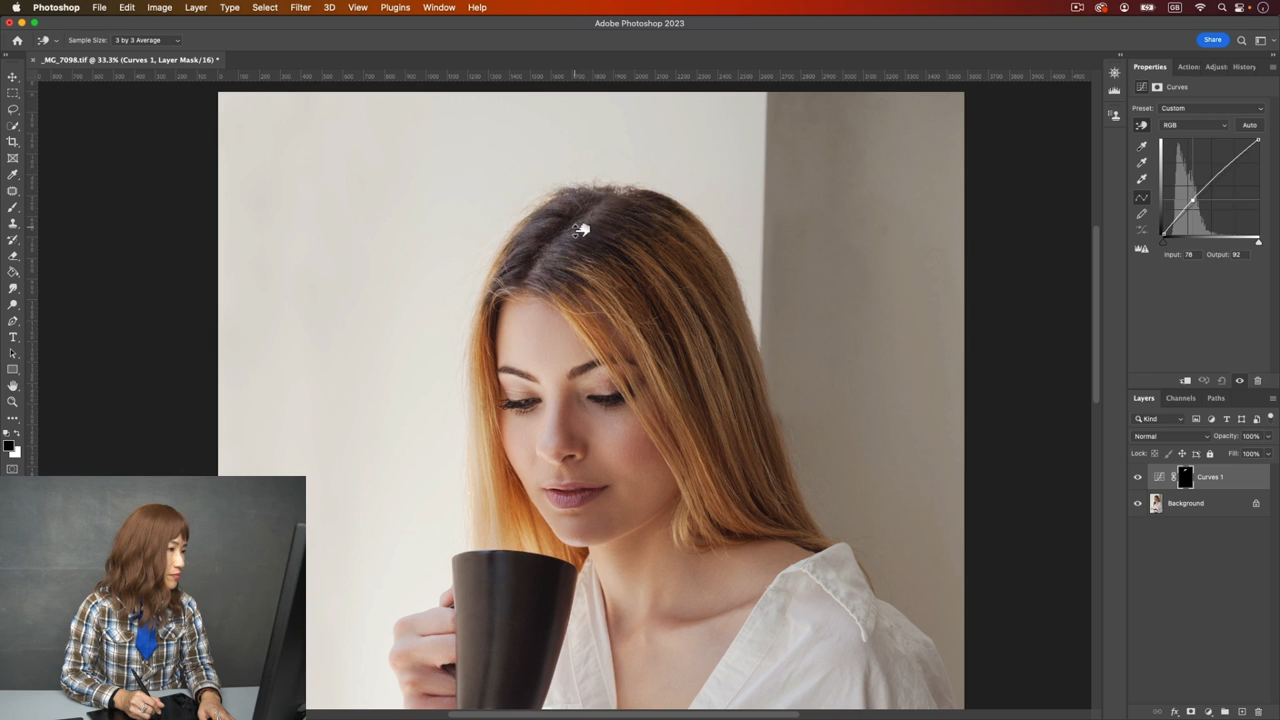 Photoshop File Edit Image Layer Type Select Filter 3D View Plugins Window Help
Adobe Photoshop 2023
Sample Size: 3 by 3 Average
Share
_MG_7098.tif @ 33.3% (Curves 1, Layer Mask/16) *
Properties Action Adjust History
Curves
Preset: Custom
RGB Auto
Input: 78 Output: 92
Layers Channels Paths
Kind
Normal Opacity: 100%
Lock: Fill: 100%
Curves 1
Background